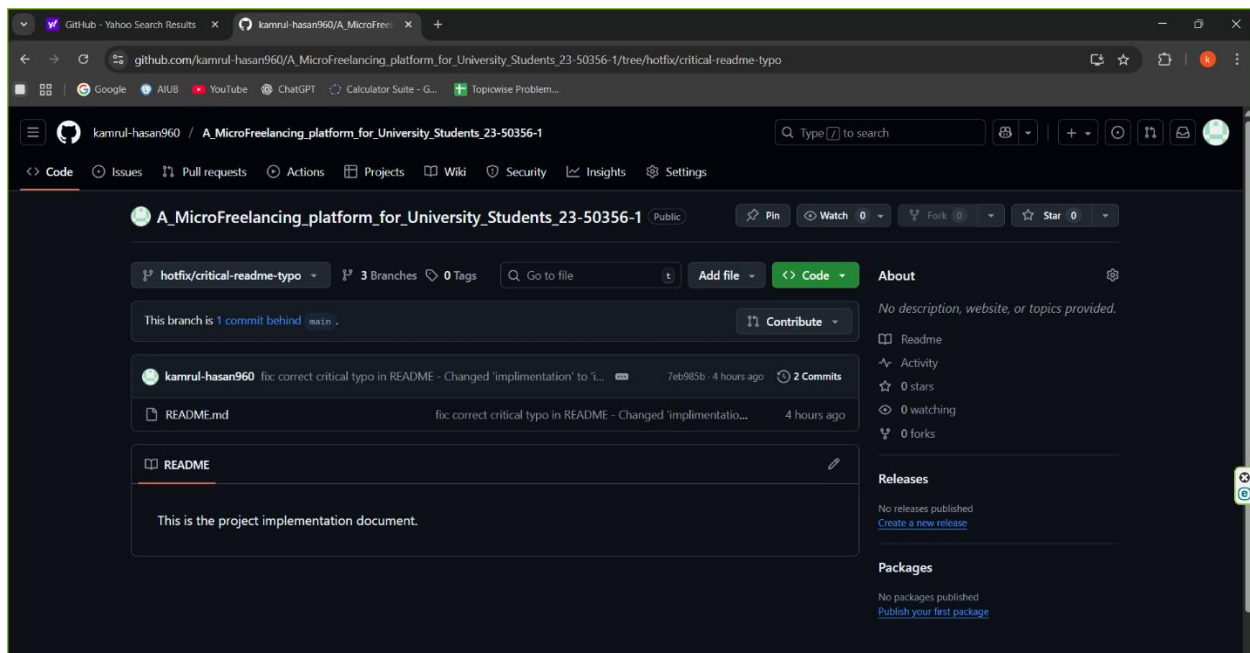 GitHub - Yahoo Search Results
kamrul-hasan960/A_MicroFreel
github.com/kamrul-hasan960/A_MicroFreelancing_platform_for_University_Students_23-50356-1/tree/hotfix/critical-readme-typo
k
Google AIUB YouTube ChatGPT Calculator Suite - G... Topicwise Problem...
kamrul-hasan960 / A_MicroFreelancing_platform_for_University_Students_23-50356-1
Type / to search
Code Issues Pull requests Actions Projects Wiki Security Insights Settings
A_MicroFreelancing_platform_for_University_Students_23-50356-1 Public
Pin Watch 0 Fork 0 Star 0
hotfix/critical-readme-typo 3 Branches 0 Tags Go to file t Add file Code
This branch is 1 commit behind main .
Contribute
kamrul-hasan960 fix: correct critical typo in README - Changed 'implimentation' to 'i... 7eb985b · 4 hours ago 2 Commits
README.md fix: correct critical typo in README - Changed 'implimentatio... 4 hours ago
README
This is the project implementation document.
About
No description, website, or topics provided.
Readme
Activity
0 stars
0 watching
0 forks
Releases
No releases published
Create a new release
Packages
No packages published
Publish your first package